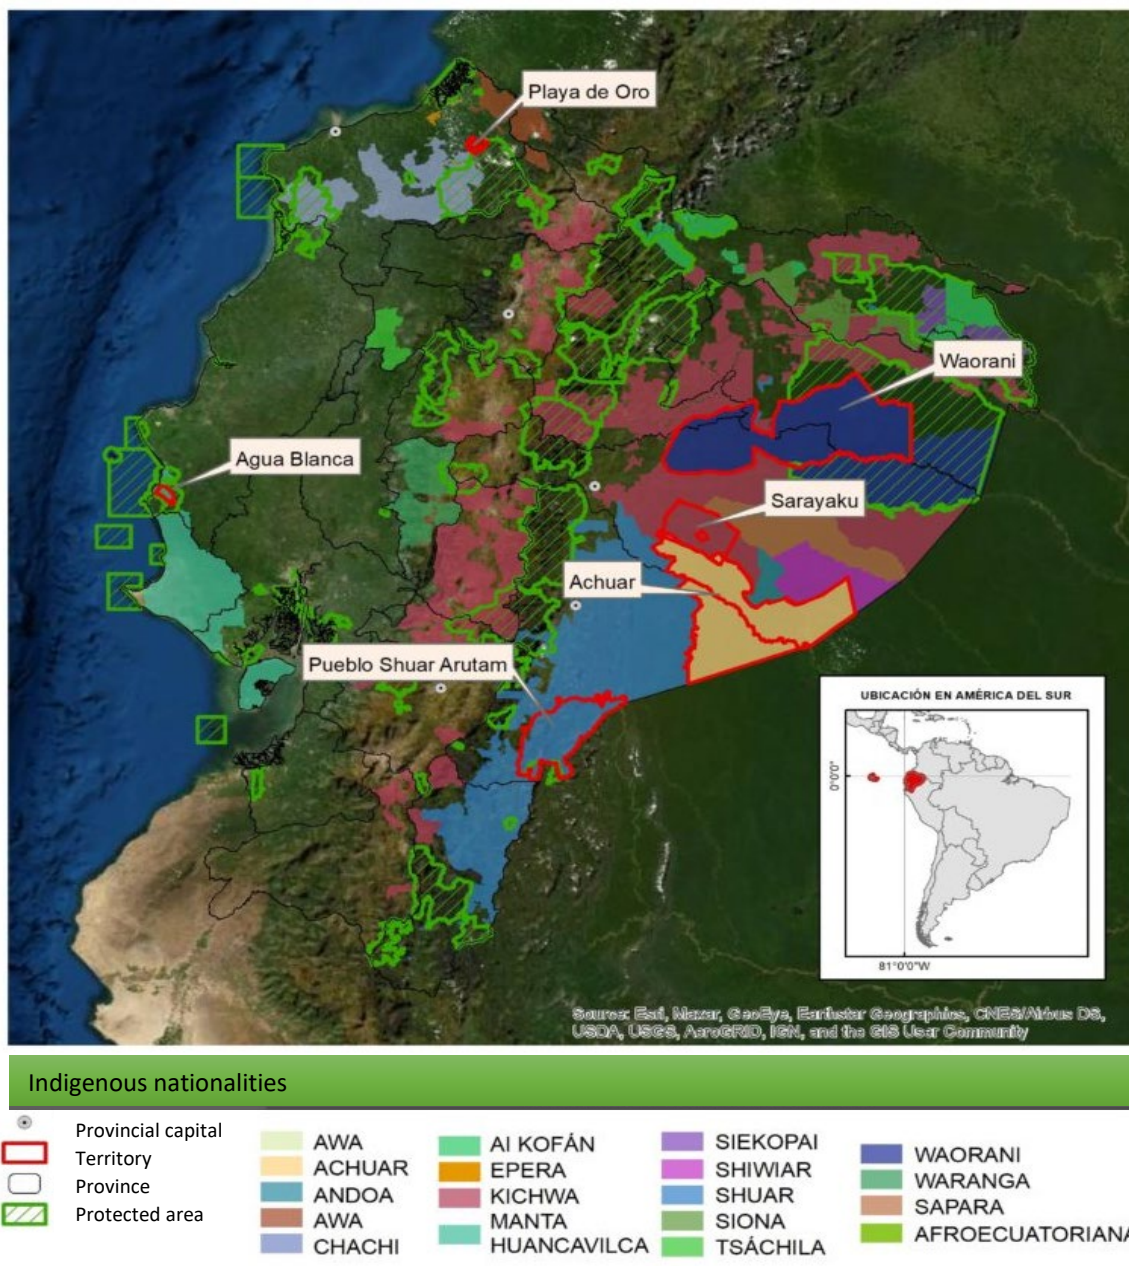 Playa de Oro
Waorani
Agua Blanca
Sarayaku
Achuar
Pueblo Shuar Arutam
UBICACIÓN EN AMÉRICA DEL SUR
0°0'0"
81°0'0"W
Source: Esri, Maxar, GeoEye, Earthstar Geographics, CNES/Airbus DS,
USDA, USGS, AeroGRID, IGN, and the GIS User Community
Indigenous nationalities
Provincial capital
Territory
Province
Protected area
AWA
ACHUAR
ANDOA
AWA
CHACHI
AI KOFÁN
EPERA
KICHWA
MANTA
HUANCAVILCA
SIEKOPAI
SHIWIAR
SHUAR
SIONA
TSÁCHILA
WAORANI
WARANGA
SAPARA
AFROECUATORIANA